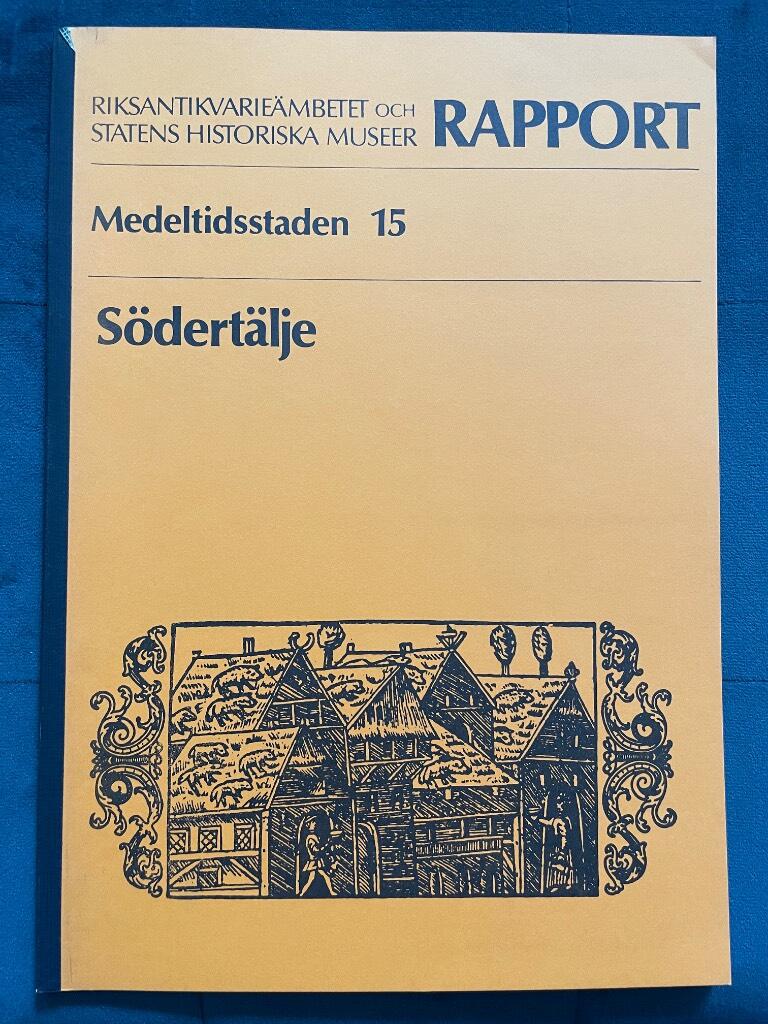 RIKSANTIKVARIEÄMBETET OCH
STATENS HISTORISKA MUSEER RAPPORT
Medeltidsstaden 15
Södertälje